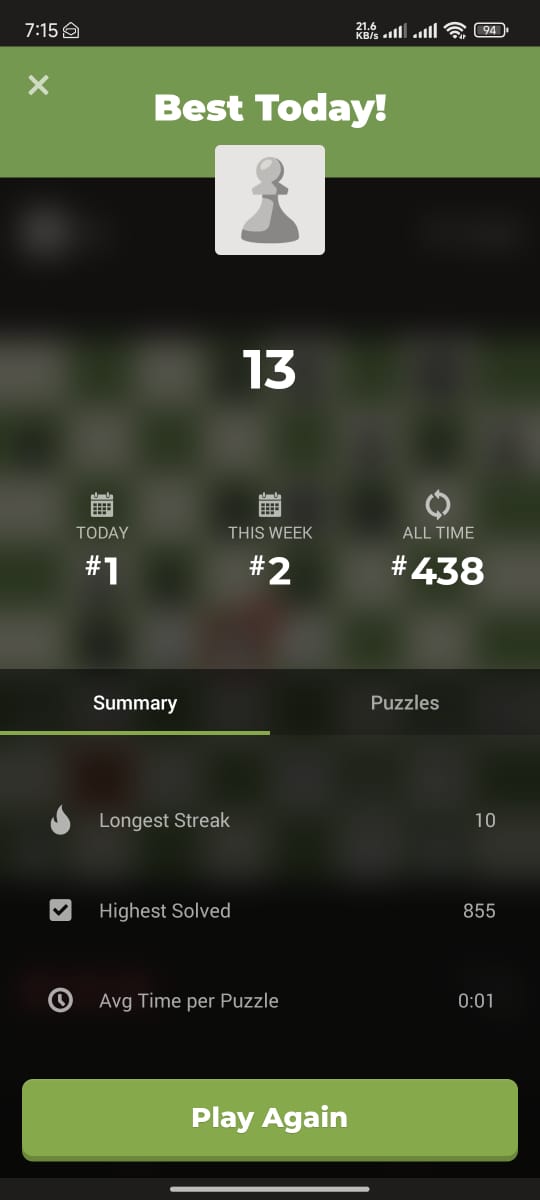 7:15
21.6
KB/s
94
Best Today!
13
TODAY
THIS WEEK
ALL TIME
#1
#2
#438
Summary
Puzzles
Longest Streak
10
Highest Solved
855
Avg Time per Puzzle
0:01
Play Again